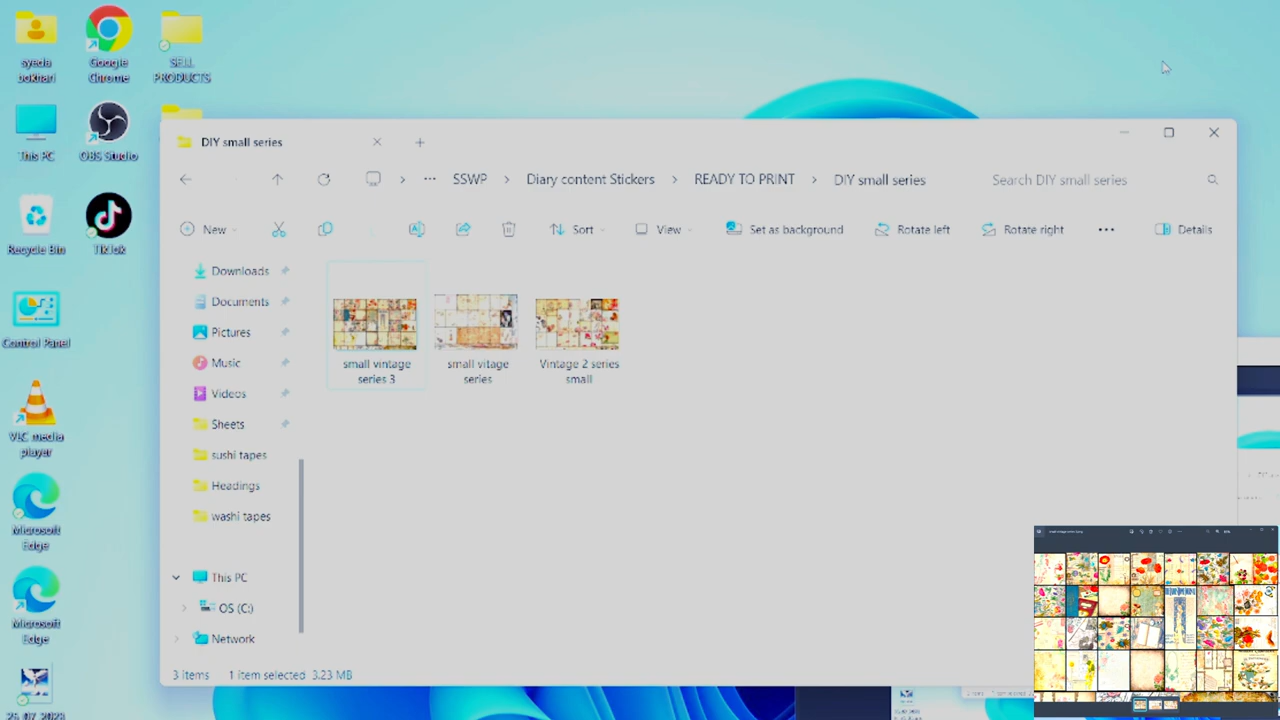 syeda
bokhari
Google
Chrome
SELL
PRODUCTS
This PC
OBS Studio
Recycle Bin
TikTok
Control Panel
VLC media
player
Microsoft
Edge
Microsoft
Edge
DIY small series
SSWP > Diary content Stickers > READY TO PRINT > DIY small series
Search DIY small series
New
Sort
View
Set as background
Rotate left
Rotate right
Details
Downloads
Documents
Pictures
Music
Videos
Sheets
sushi tapes
Headings
washi tapes
This PC
OS (C:)
Network
small vintage
series 3
small vitage
series
Vintage 2 series
small
3 items 1 item selected 3.23 MB